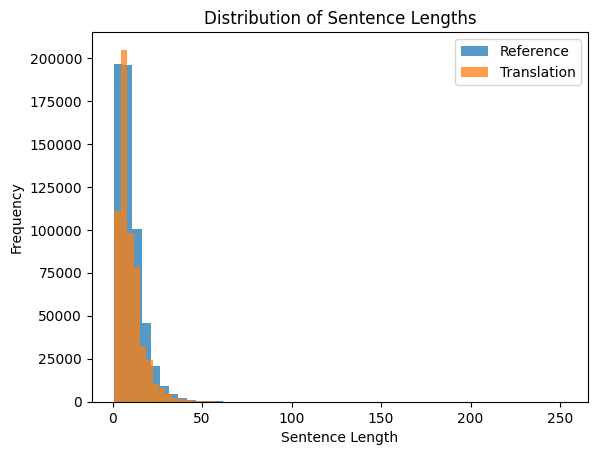 Distribution of Sentence Lengths
Reference
Translation
200000
175000
150000
125000
100000
75000
50000
25000
0
Frequency
0 50 100 150 200 250
Sentence Length